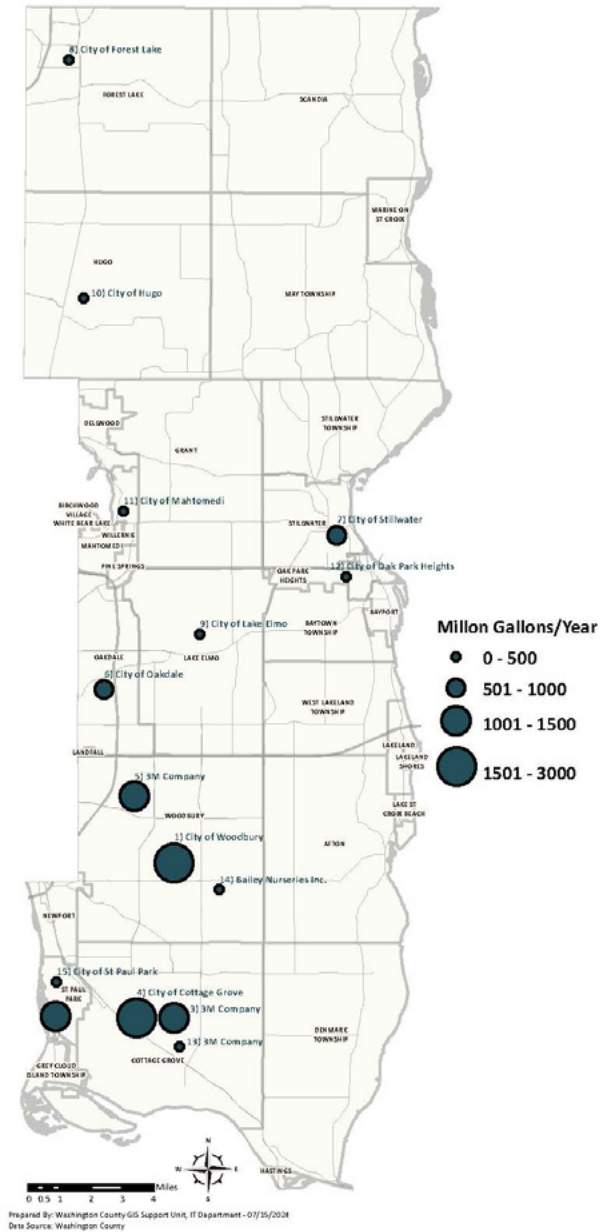 8) City of Forest Lake
FOREST LAKE
SCANDIA
MARINE ON
ST CROIX
HUGO
10) City of Hugo
MAY TOWNSHIP
DELLWOOD
STILLWATER
TOWNSHIP
GRANT
11) City of Mahtomedi
BIRCHWOOD
VILLAGE
WHITE BEAR LAKE
WILLERNIE
MAHTOMEDI
PINE SPRINGS
STILLWATER
7) City of Stillwater
12) City of Oak Park Heights
OAK PARK
HEIGHTS
BAYPORT
9) City of Lake Elmo
BAYTOWN
TOWNSHIP
OAKDALE
LAKE ELMO
6) City of Oakdale
WEST LAKELAND
TOWNSHIP
LANDFALL
LAKELAND
LAKELAND
SHORES
5) 3M Company
LAKE ST
CROIX BEACH
WOODBURY
1) City of Woodbury
AFTON
14) Bailey Nurseries Inc.
NEWPORT
15) City of St Paul Park
ST PAUL
PARK
4) City of Cottage Grove
3) 3M Company
13) 3M Company
COTTAGE GROVE
DENMARK
TOWNSHIP
GREY CLOUD
ISLAND TOWNSHIP
HASTINGS
Millon Gallons/Year
0 - 500
501 - 1000
1001 - 1500
1501 - 3000
N
W
E
S
Miles
0 0.5 1 2 3 4
Prepared By: Washington County GIS Support Unit, IT Department - 07/15/2024
Data Source: Washington County